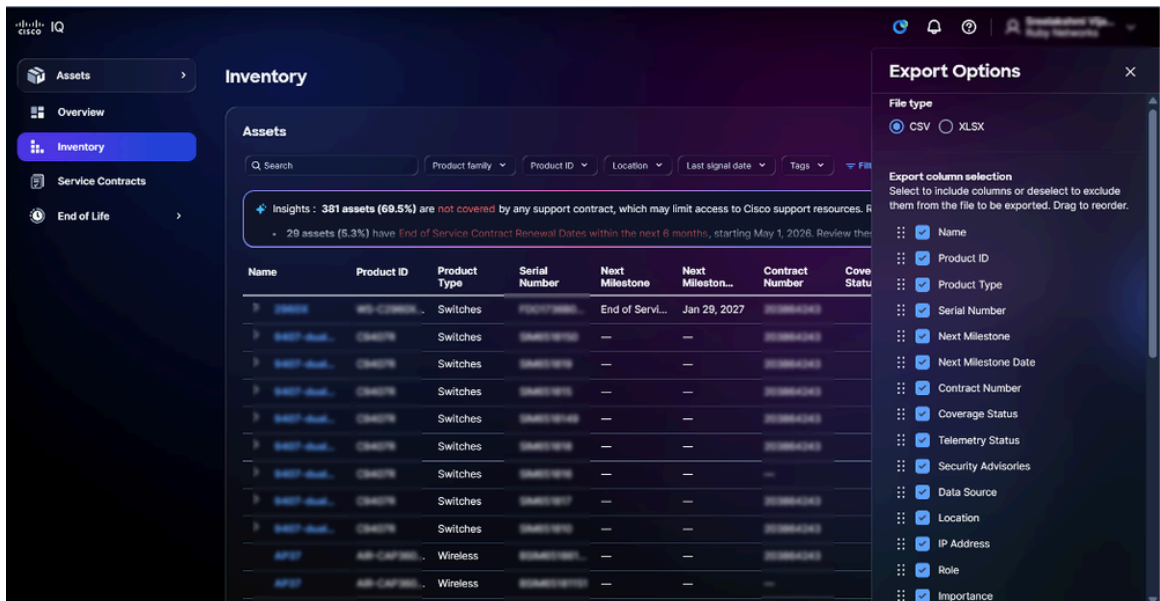 cisco IQ
Assets
Overview
Inventory
Service Contracts
End of Life
Inventory
Assets
Search
Product family
Product ID
Location
Last signal date
Tags
Insights : 381 assets (69.5%) are not covered by any support contract, which may limit access to Cisco support resources.
• 29 assets (5.3%) have End of Service Contract Renewal Dates within the next 6 months, starting May 1, 2026. Review
Name Product ID Product Type Serial Number Next Milestone Next Mileston... Contract Number
Switches End of Servi... Jan 29, 2027
Switches — —
Switches — —
Switches — —
Switches — —
Switches — —
Switches — — —
Switches — —
Switches — —
AP37 Wireless — —
AP37 Wireless — — —
Export Options
File type
CSV XLSX
Export column selection
Select to include columns or deselect to exclude
them from the file to be exported. Drag to reorder.
Name
Product ID
Product Type
Serial Number
Next Milestone
Next Milestone Date
Contract Number
Coverage Status
Telemetry Status
Security Advisories
Data Source
Location
IP Address
Role
Importance